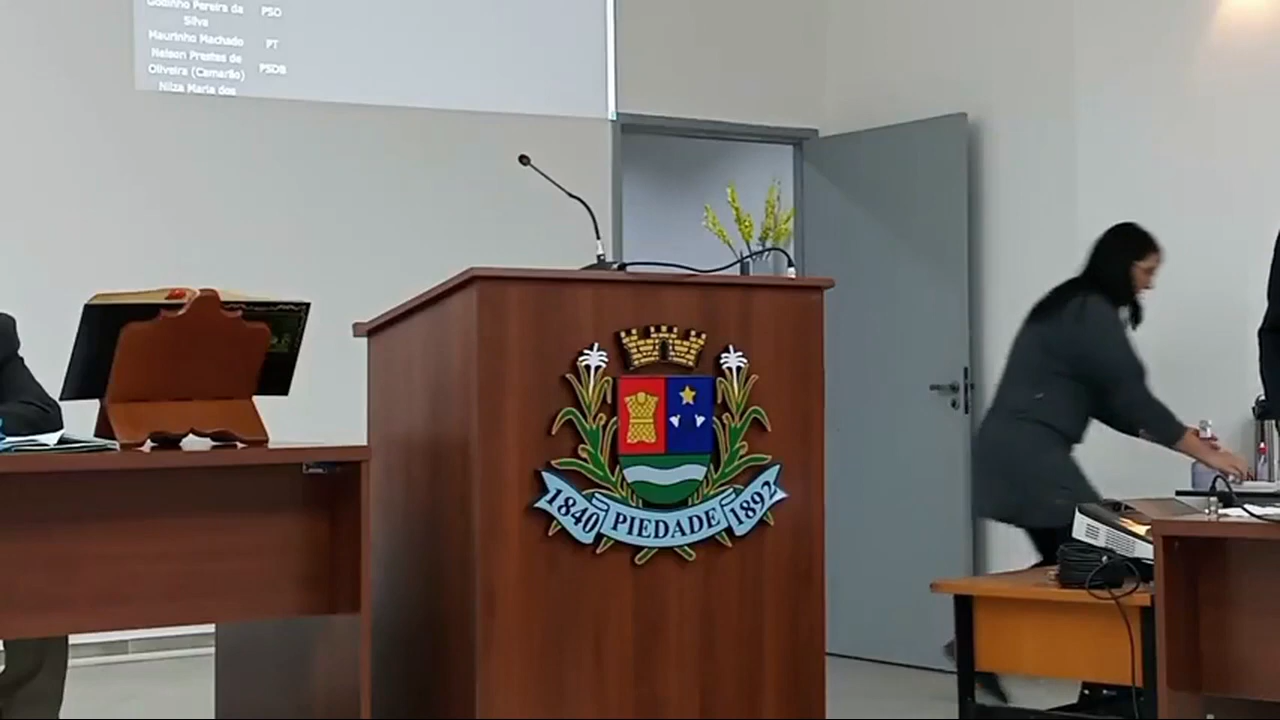 Godinho Pereira da
Silva
PSD
Maurinho Machado
PT
Nelson Prestes de
Oliveira (Camarão)
PSDB
Nilza Maria dos
1840 PIEDADE 1892